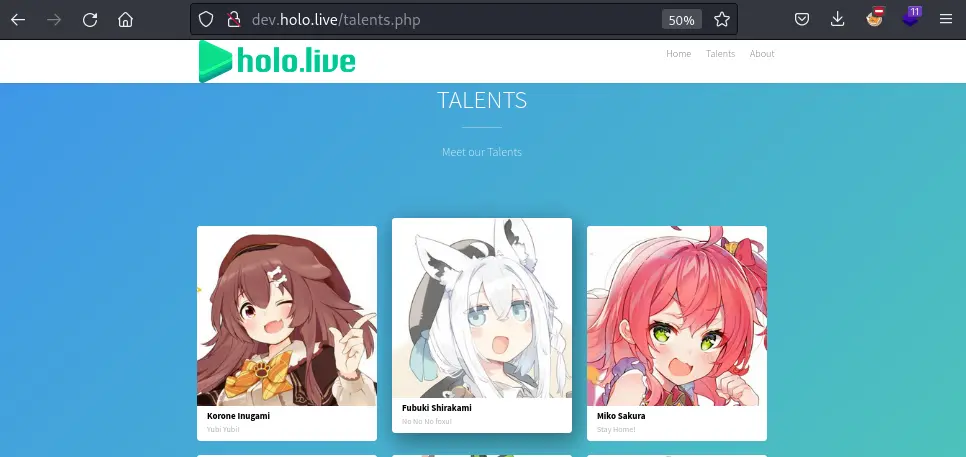 dev.holo.live/talents.php
50%
11
holo.live
Home Talents About
TALENTS
Meet our Talents
Korone Inugami
Yubi Yubi!
Fubuki Shirakami
No No No foxu!
Miko Sakura
Stay Home!